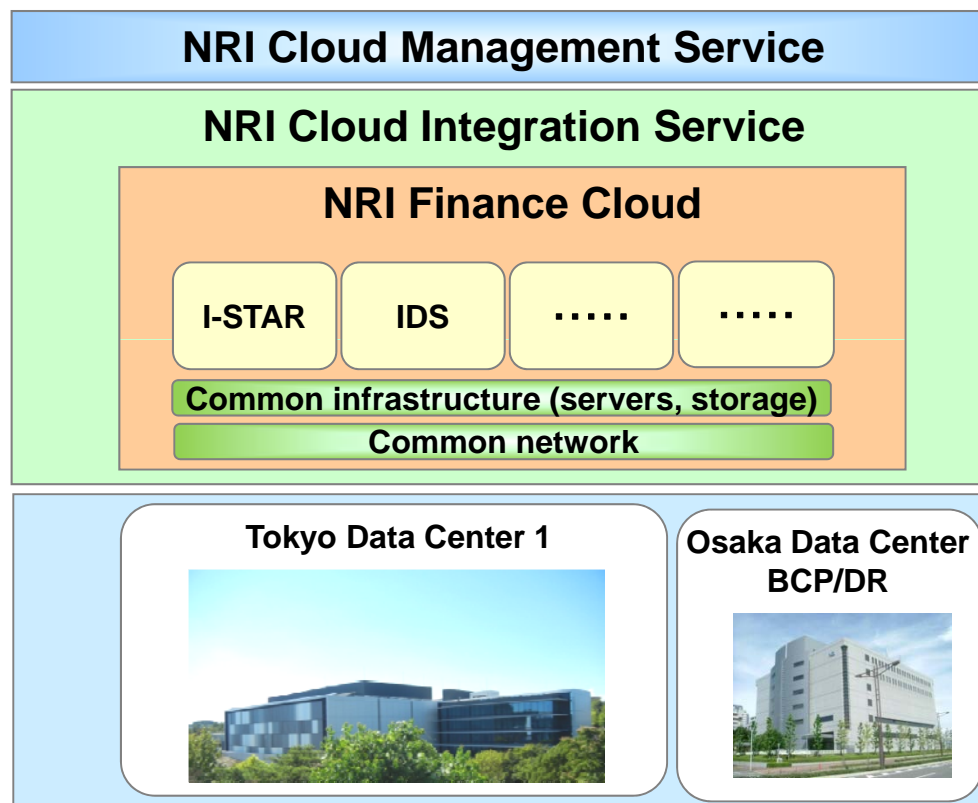 NRI Cloud Management Service
NRI Cloud Integration Service
NRI Finance Cloud
I-STAR
IDS
·····
·····
Common infrastructure (servers, storage)
Common network
Tokyo Data Center 1
Osaka Data Center
BCP/DR